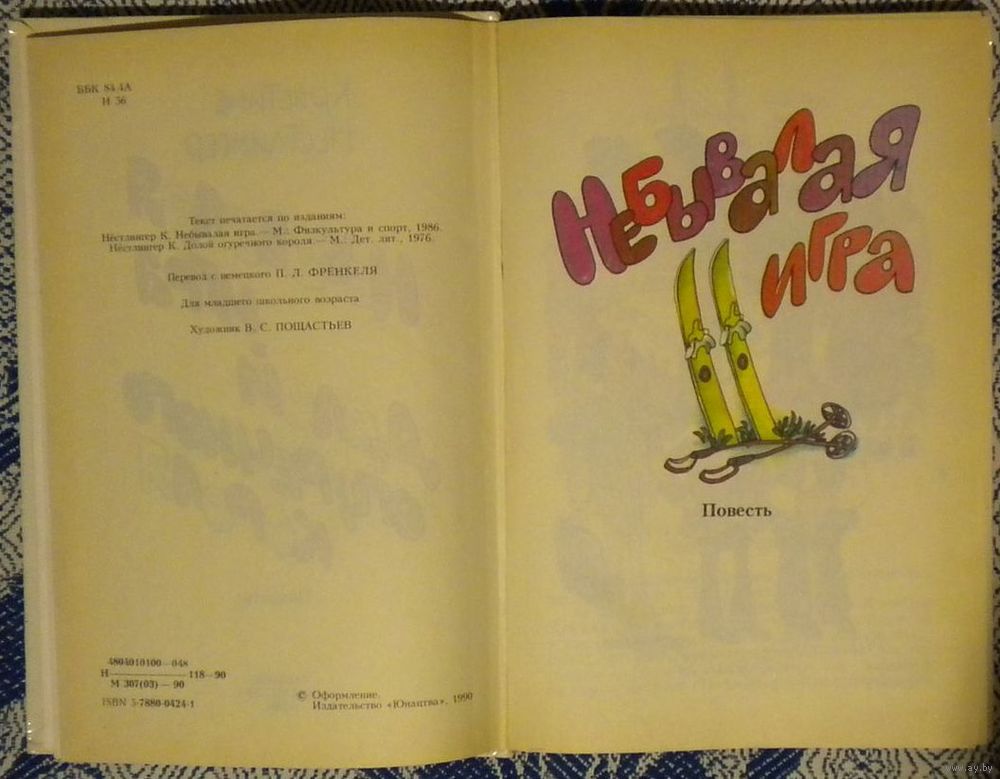 ББК 84.4А
Н 56
Текст печатается по изданиям:
Нёстлингер К. Небывалая игра.— М.: Физкультура и спорт, 1986.
Нёстлингер К. Долой огуречного короля.— М.: Дет. лит., 1976.
Перевод с немецкого П. Л. ФРЕНКЕЛЯ
Для младшего школьного возраста
Художник В. С. ПОЩАСТЬЕВ
4804010100—048
Н————118—90
М 307(03)—90
ISBN 5-7880-0424-1
© Оформление.
Издательство «Юнацтва», 1990
Небывалая
игра
Повесть
www.ay.by